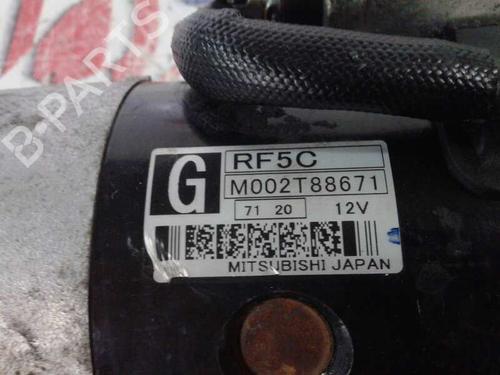 B-PARTS
G
RF5C
M002T88671
71 20 12V
MITSUBISHI JAPAN